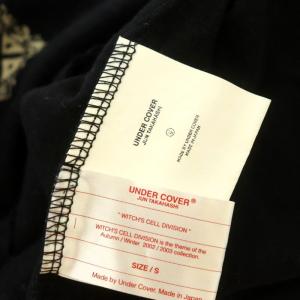 UNDER COVER
JUN TAKAHASHI
MADE BY UNDER COVER
MADE IN JAPAN
UNDER COVER®
JUN TAKAHASHI
" WITCH'S CELL DIVISION "
WITCH'S CELL DIVISION is the theme of the
Autumn / Winter 2002 / 2003 collection.
SIZE / S
Made by Under Cover, Made in Japan